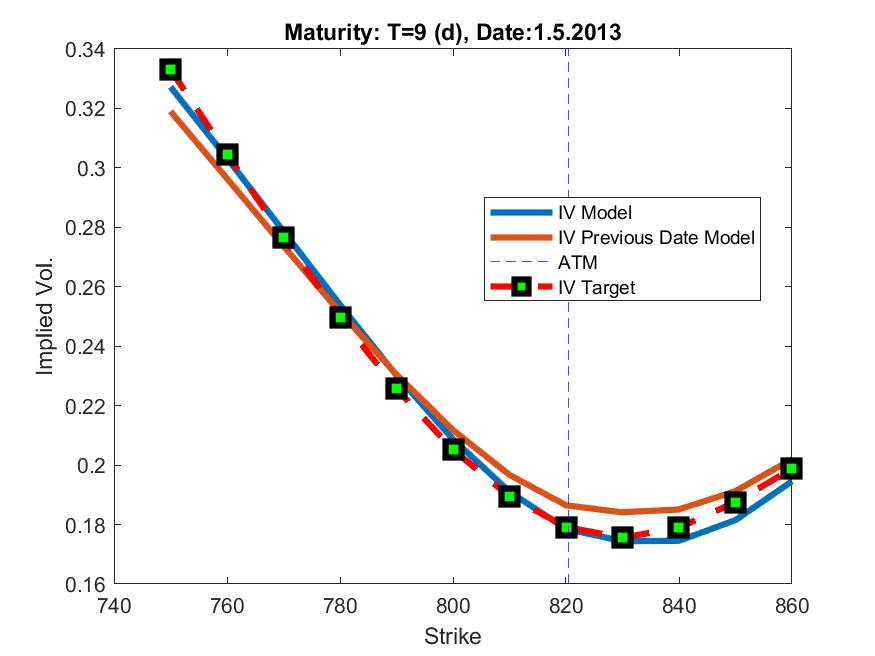 Maturity: T=9 (d), Date:1.5.2013
0.34
0.32
0.3
0.28
0.26
0.24
0.22
0.2
0.18
0.16
Implied Vol.
IV Model
IV Previous Date Model
ATM
IV Target
740
760
780
800
820
840
860
Strike